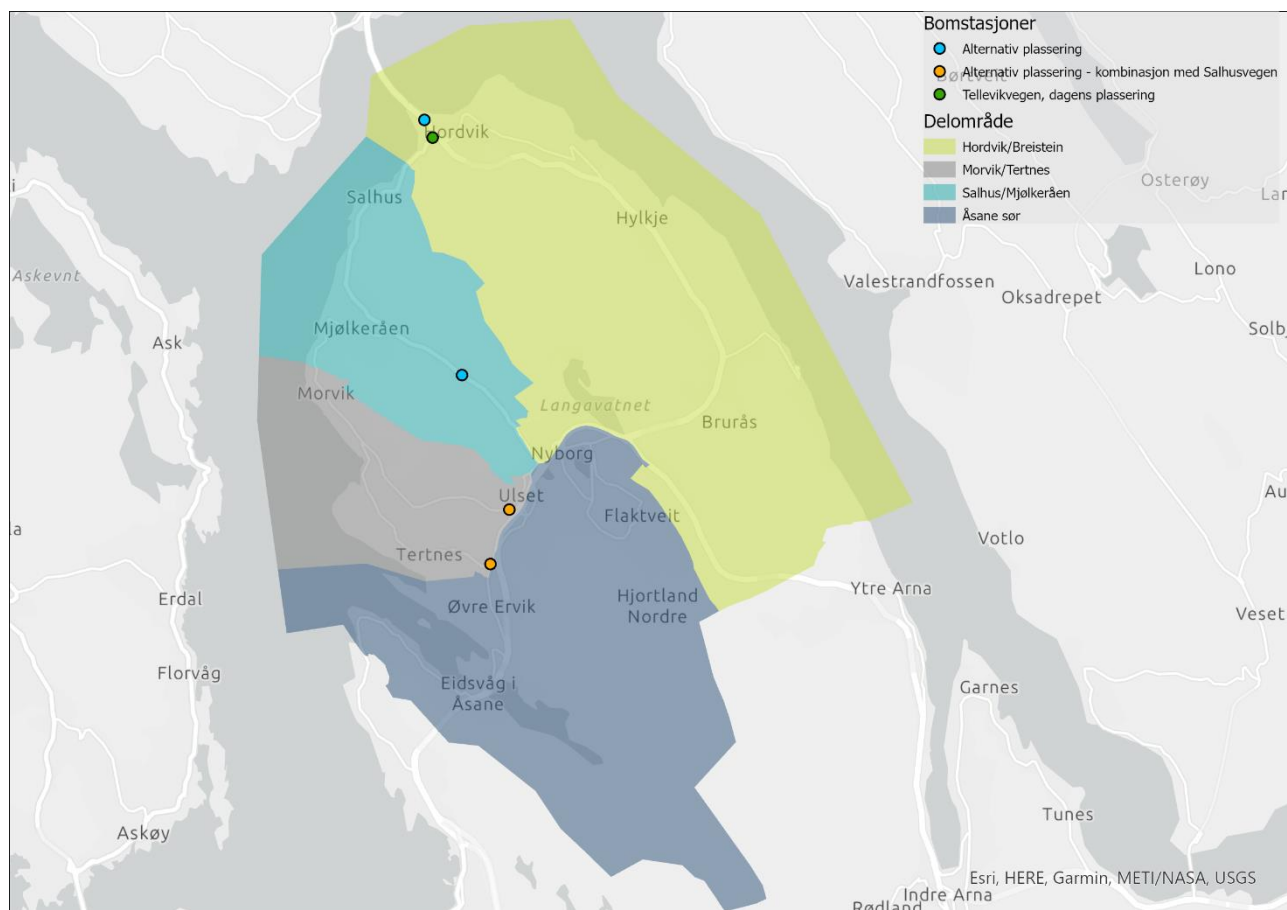 Bomstasjoner
Alternativ plassering
Alternativ plassering - kombinasjon med Salhusvegen
Tellevikvegen, dagens plassering
Delområde
Hordvik/Breistein
Morvik/Tertnes
Salhus/Mjølkeråen
Åsane sør
Hordvik
Salhus
Hylkje
Osterøy
Askevnt
Valestrandfossen
Lono
Oksadrepet
Mjølkeråen
Ask
Morvik
Langavatnet
Brurås
Nyborg
Ulset
Flaktveit
Votlo
Tertnes
Ytre Arna
Erdal
Øvre Ervik
Hjortland
Nordre
Florvåg
Eidsvåg i
Åsane
Garnes
Tunes
Askøy
Esri, HERE, Garmin, METI/NASA, USGS
Indre Arna
Rødland